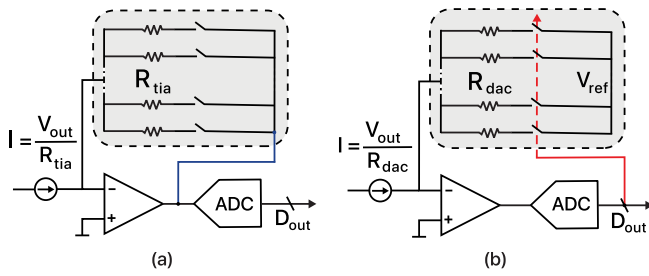 R_tia
I = V_out / R_tia
−
+
ADC
D_out
(a)
R_dac
V_ref
I = V_out / R_dac
−
+
ADC
D_out
(b)